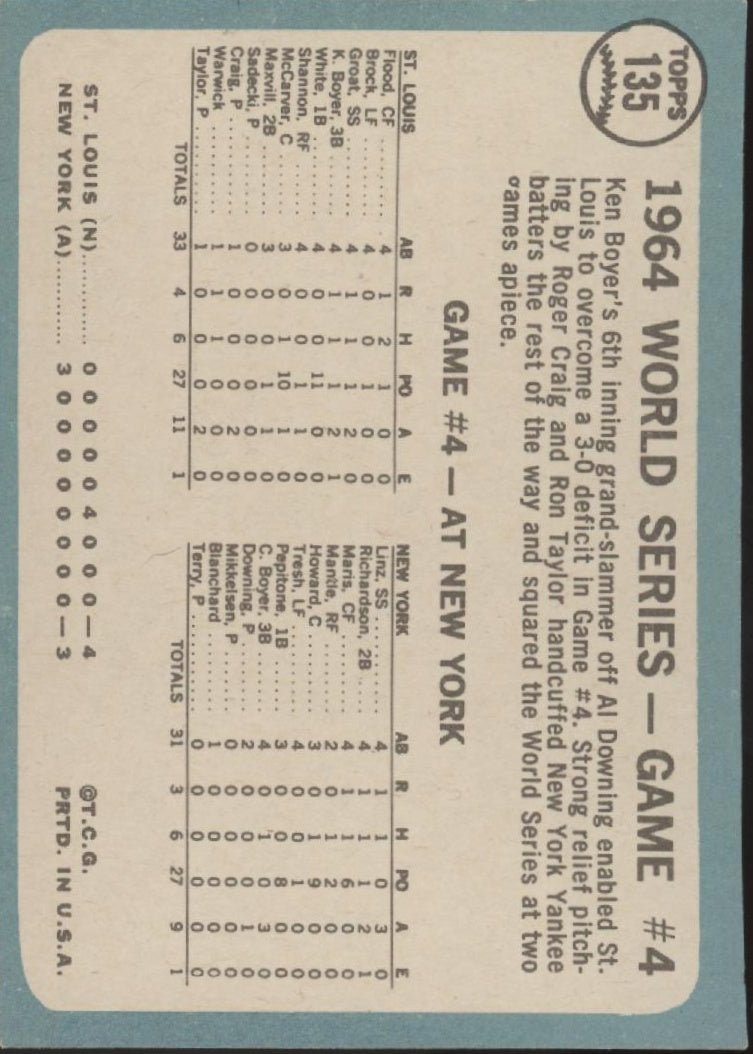 TOPPS
135
1964 WORLD SERIES — GAME #4
Ken Boyer's 6th inning grand-slammer off Al Downing enabled St.
Louis to overcome a 3-0 deficit in Game #4. Strong relief pitch-
ing by Roger Craig and Ron Taylor handcuffed New York Yankee
batters the rest of the way and squared the World Series at two
games apiece.
GAME #4 — AT NEW YORK
ST. LOUIS AB R H PO A E
Flood, CF 4 1 2 1 0 0
Brock, LF 4 0 0 1 0 0
Groat, SS 4 1 1 1 2 0
K. Boyer, 3B 4 1 1 1 2 1
White, 1B 4 0 0 11 0 0
Shannon, RF 4 0 0 1 1 0
McCarver, C 3 0 1 10 1 0
Maxvill, 2B 3 0 0 1 1 0
Sadecki, P 0 0 0 0 0 0
Craig, P 1 0 0 0 2 0
Warwick 1 1 1 0 0 0
Taylor, P 1 0 0 0 2 0
TOTALS 33 4 6 27 11 1
NEW YORK AB R H PO A E
Linz, SS 4 1 1 0 3 0
Richardson, 2B 4 1 1 1 2 1
Maris, CF 4 1 1 6 0 0
Mantle, RF 2 0 1 2 0 0
Howard, C 3 0 1 9 0 0
Tresh, LF 4 0 0 1 0 0
Pepitone, 1B 3 0 0 8 0 0
C. Boyer, 3B 4 0 1 0 3 0
Downing, P 2 0 0 0 1 0
Mikkelsen, P 0 0 0 0 0 0
Blanchard 1 0 0 0 0 0
Terry, P 0 0 0 0 0 0
TOTALS 31 3 6 27 9 1
ST. LOUIS (N) 0 0 0 0 0 4 0 0 0 — 4
NEW YORK (A) 3 0 0 0 0 0 0 0 0 — 3
©T.C.G.
PRTD. IN U.S.A.